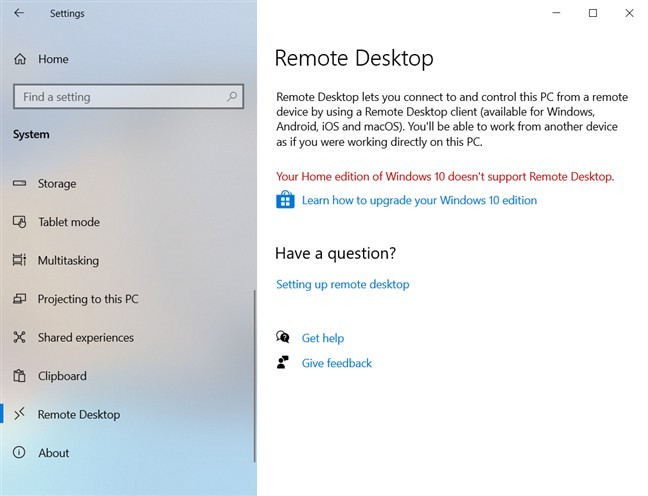 Settings
Home
Find a setting
System
Storage
Tablet mode
Multitasking
Projecting to this PC
Shared experiences
Clipboard
Remote Desktop
About
Remote Desktop
Remote Desktop lets you connect to and control this PC from a remote
device by using a Remote Desktop client (available for Windows,
Android, iOS and macOS). You'll be able to work from another device
as if you were working directly on this PC.
Your Home edition of Windows 10 doesn't support Remote Desktop.
Learn how to upgrade your Windows 10 edition
Have a question?
Setting up remote desktop
Get help
Give feedback